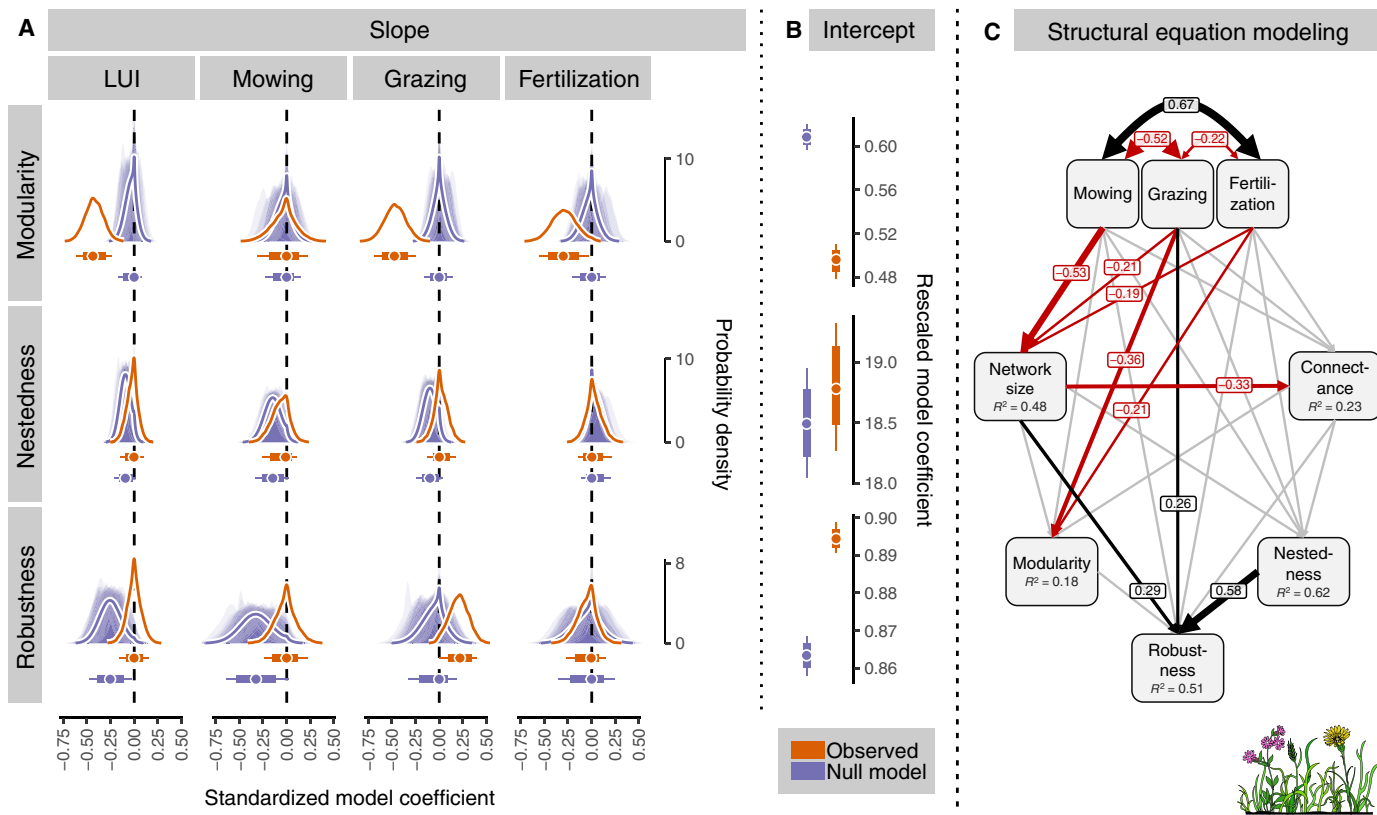 A
Slope
B
Intercept
C
Structural equation modeling
LUI
Mowing
Grazing
Fertilization
Modularity
Nestedness
Robustness
10
0
10
0
8
0
Probability density
−0.75
−0.50
−0.25
0.00
0.25
0.50
−0.75
−0.50
−0.25
0.00
0.25
0.50
−0.75
−0.50
−0.25
0.00
0.25
0.50
−0.75
−0.50
−0.25
0.00
0.25
0.50
Standardized model coefficient
0.60
0.56
0.52
0.48
19.0
18.5
18.0
0.90
0.89
0.88
0.87
0.86
Rescaled model coefficient
Observed
Null model
0.67
−0.52
−0.22
Mowing
Grazing
Fertili-
zation
−0.53
−0.21
−0.19
−0.36
−0.33
−0.21
Network
size
R² = 0.48
Connect-
ance
R² = 0.23
0.26
Modularity
R² = 0.18
Nested-
ness
R² = 0.62
0.29
0.58
Robust-
ness
R² = 0.51